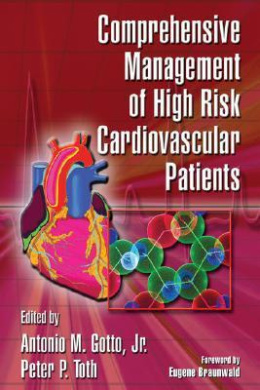 Comprehensive
Management
of High Risk
Cardiovascular
Patients
Edited by
Antonio M. Gotto, Jr.
Peter P. Toth
Foreword by
Eugene Braunwald